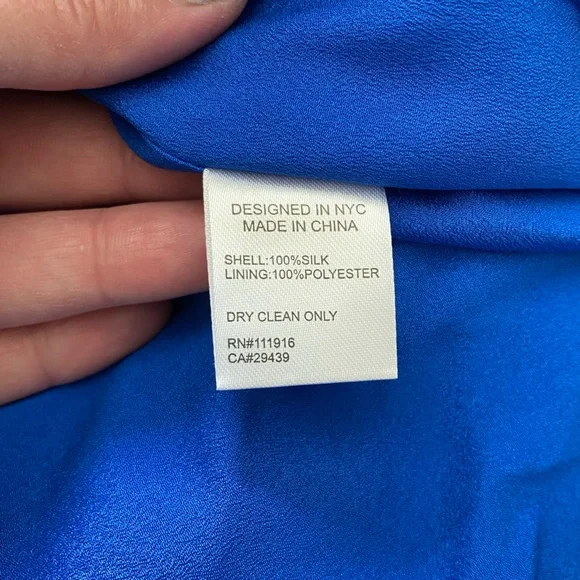 DESIGNED IN NYC
MADE IN CHINA
SHELL:100%SILK
LINING:100%POLYESTER
DRY CLEAN ONLY
RN#111916
CA#29439